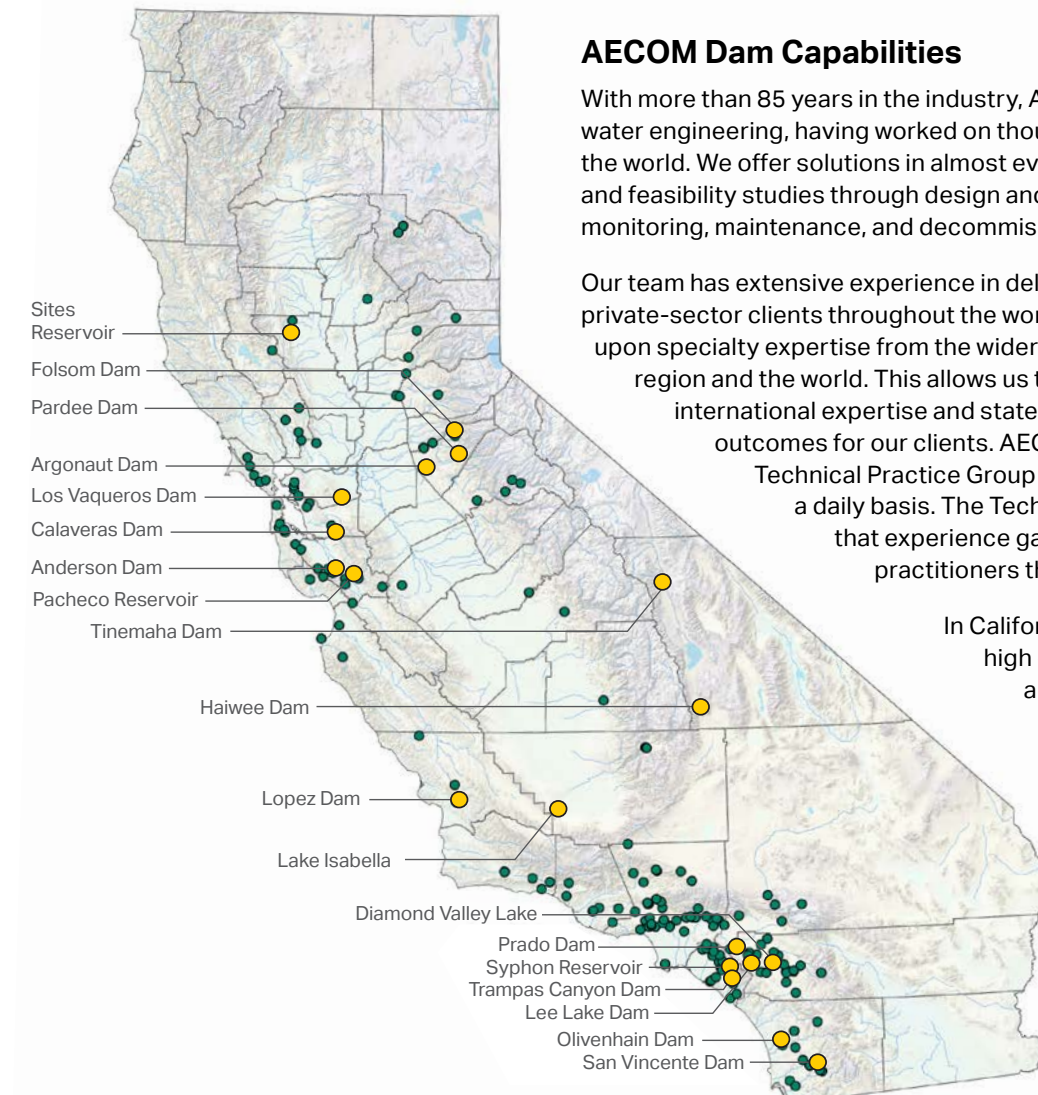 AECOM Dam Capabilities
With more than 85 years in the industry, A
water engineering, having worked on thou
the world. We offer solutions in almost ev
and feasibility studies through design and
monitoring, maintenance, and decommis
Our team has extensive experience in del
private-sector clients throughout the wor
upon specialty expertise from the wider
region and the world. This allows us t
international expertise and state
outcomes for our clients. AEC
Technical Practice Group
a daily basis. The Tech
that experience ga
practitioners th
In Califor
high
a
Sites
Reservoir
Folsom Dam
Pardee Dam
Argonaut Dam
Los Vaqueros Dam
Calaveras Dam
Anderson Dam
Pacheco Reservoir
Tinemaha Dam
Haiwee Dam
Lopez Dam
Lake Isabella
Diamond Valley Lake
Prado Dam
Syphon Reservoir
Trampas Canyon Dam
Lee Lake Dam
Olivenhain Dam
San Vincente Dam